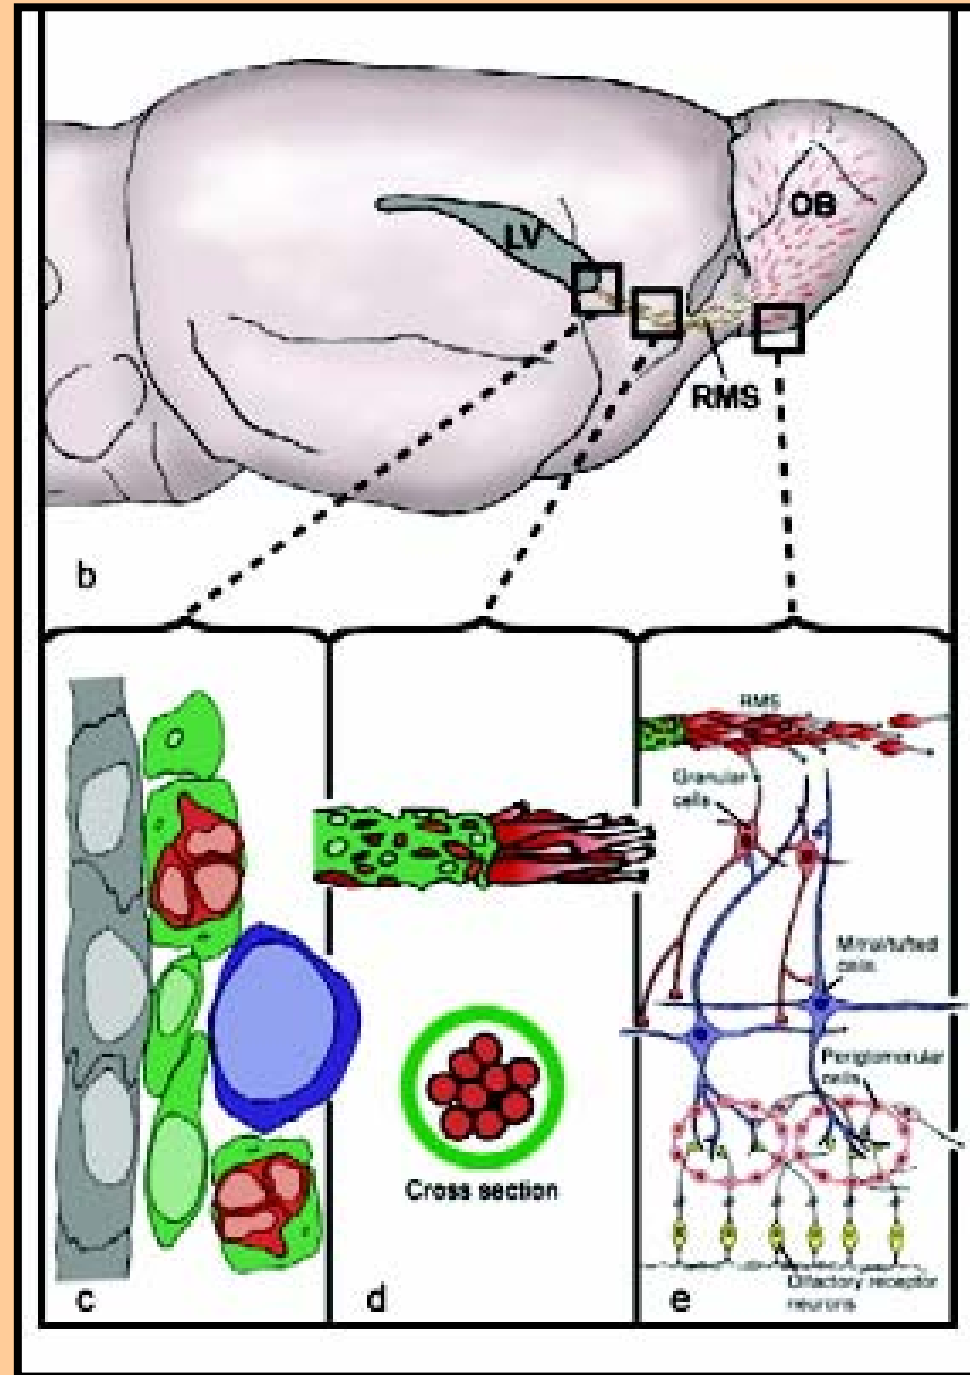 LV
OB
RMS
b
RMS
Granular
cells
Mitral/tufted
cells
Periglomerular
cells
Cross section
Olfactory receptor
neurons
c
d
e